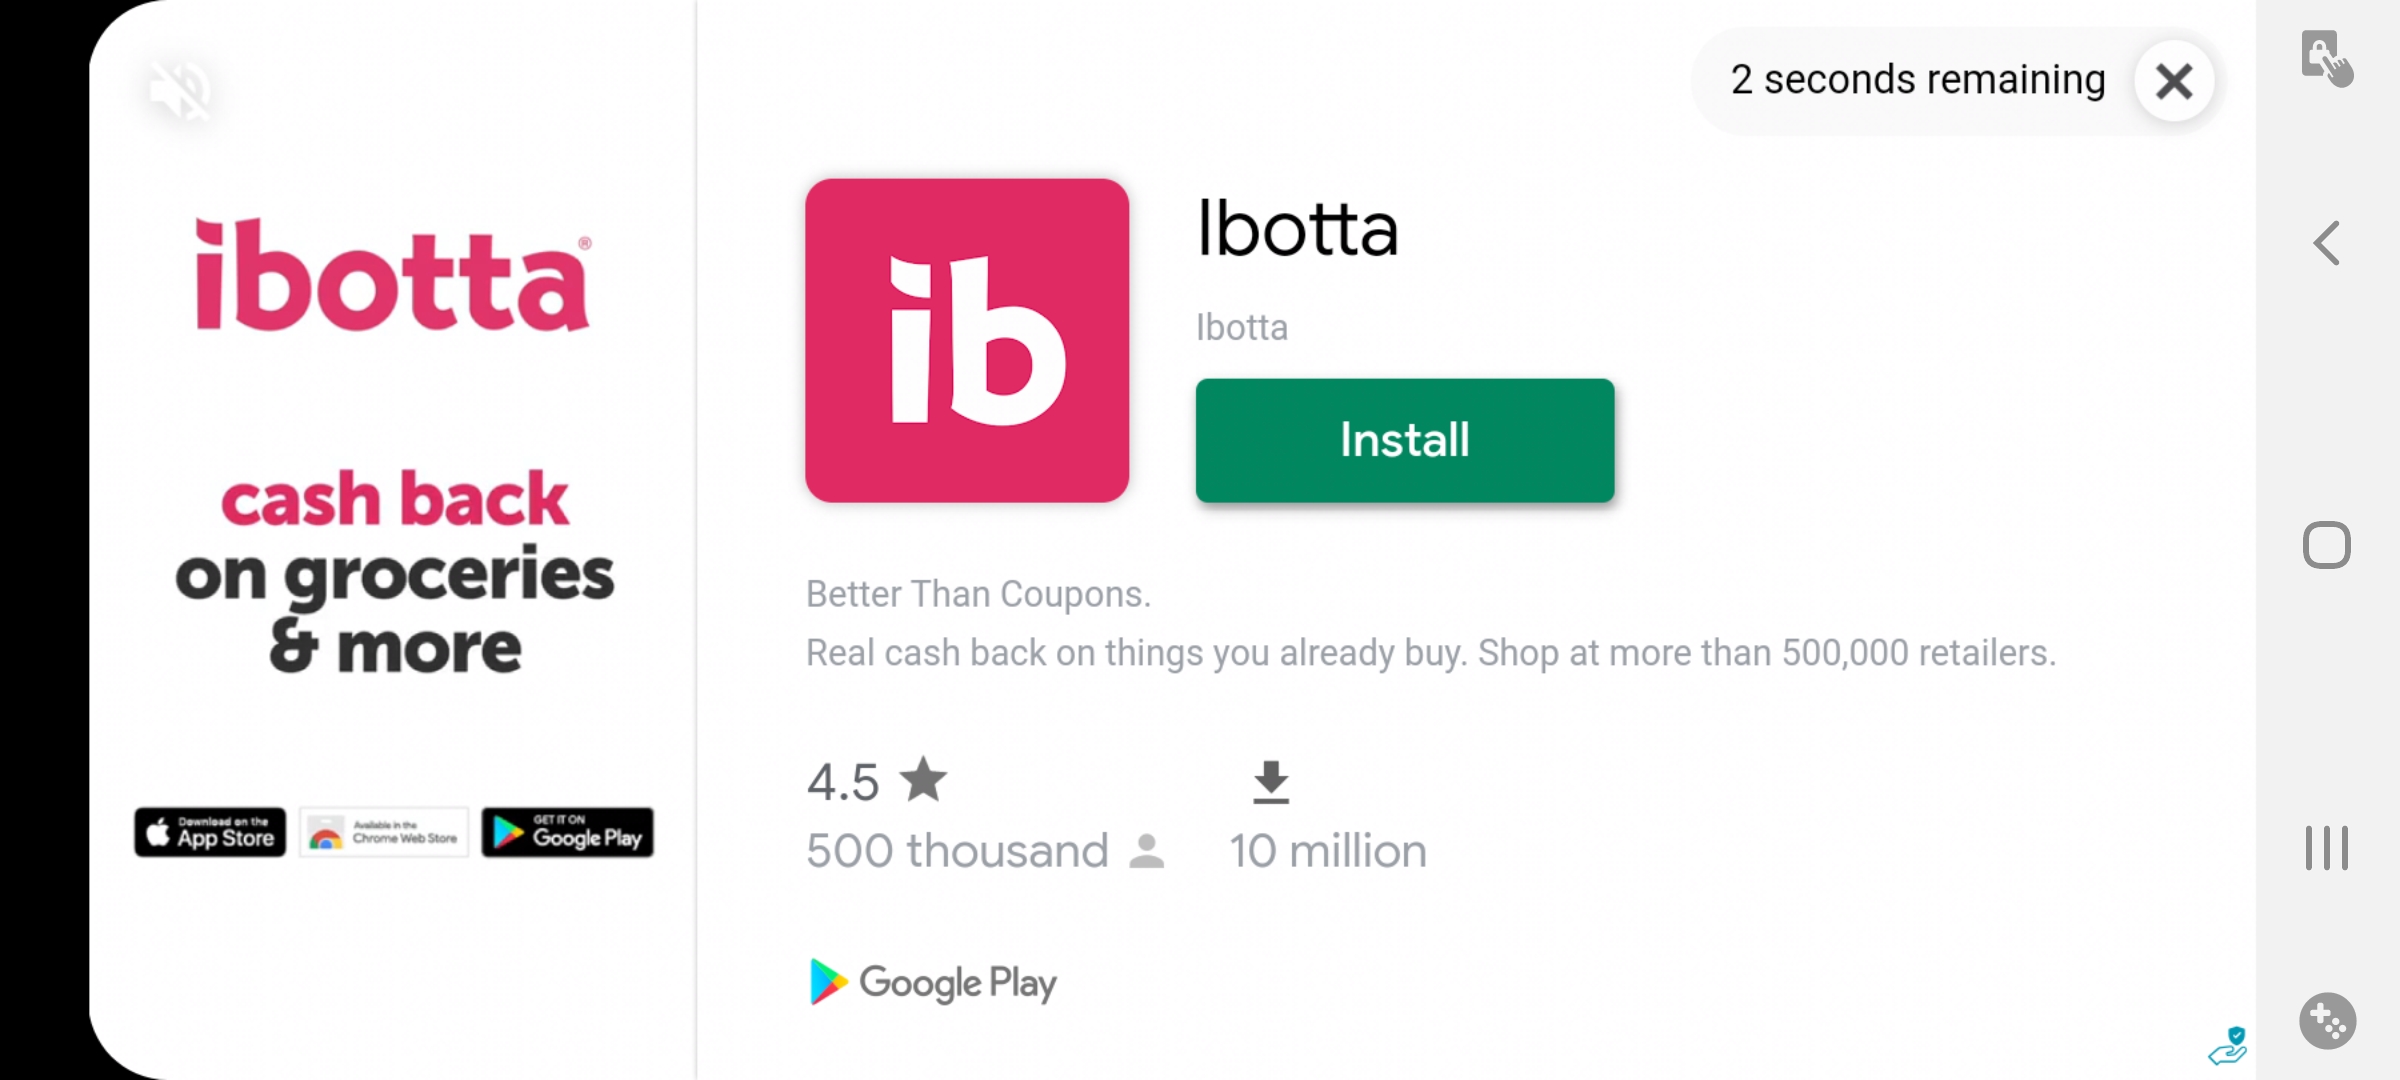 2 seconds remaining
ibotta®
cash back
on groceries
& more
Download on the
App Store
Available in the
Chrome Web Store
GET IT ON
Google Play
ib
Ibotta
Ibotta
Install
Better Than Coupons.
Real cash back on things you already buy. Shop at more than 500,000 retailers.
4.5
500 thousand
10 million
Google Play